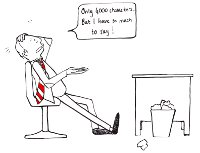 Only 4000 characters.
But I have so much
to say!